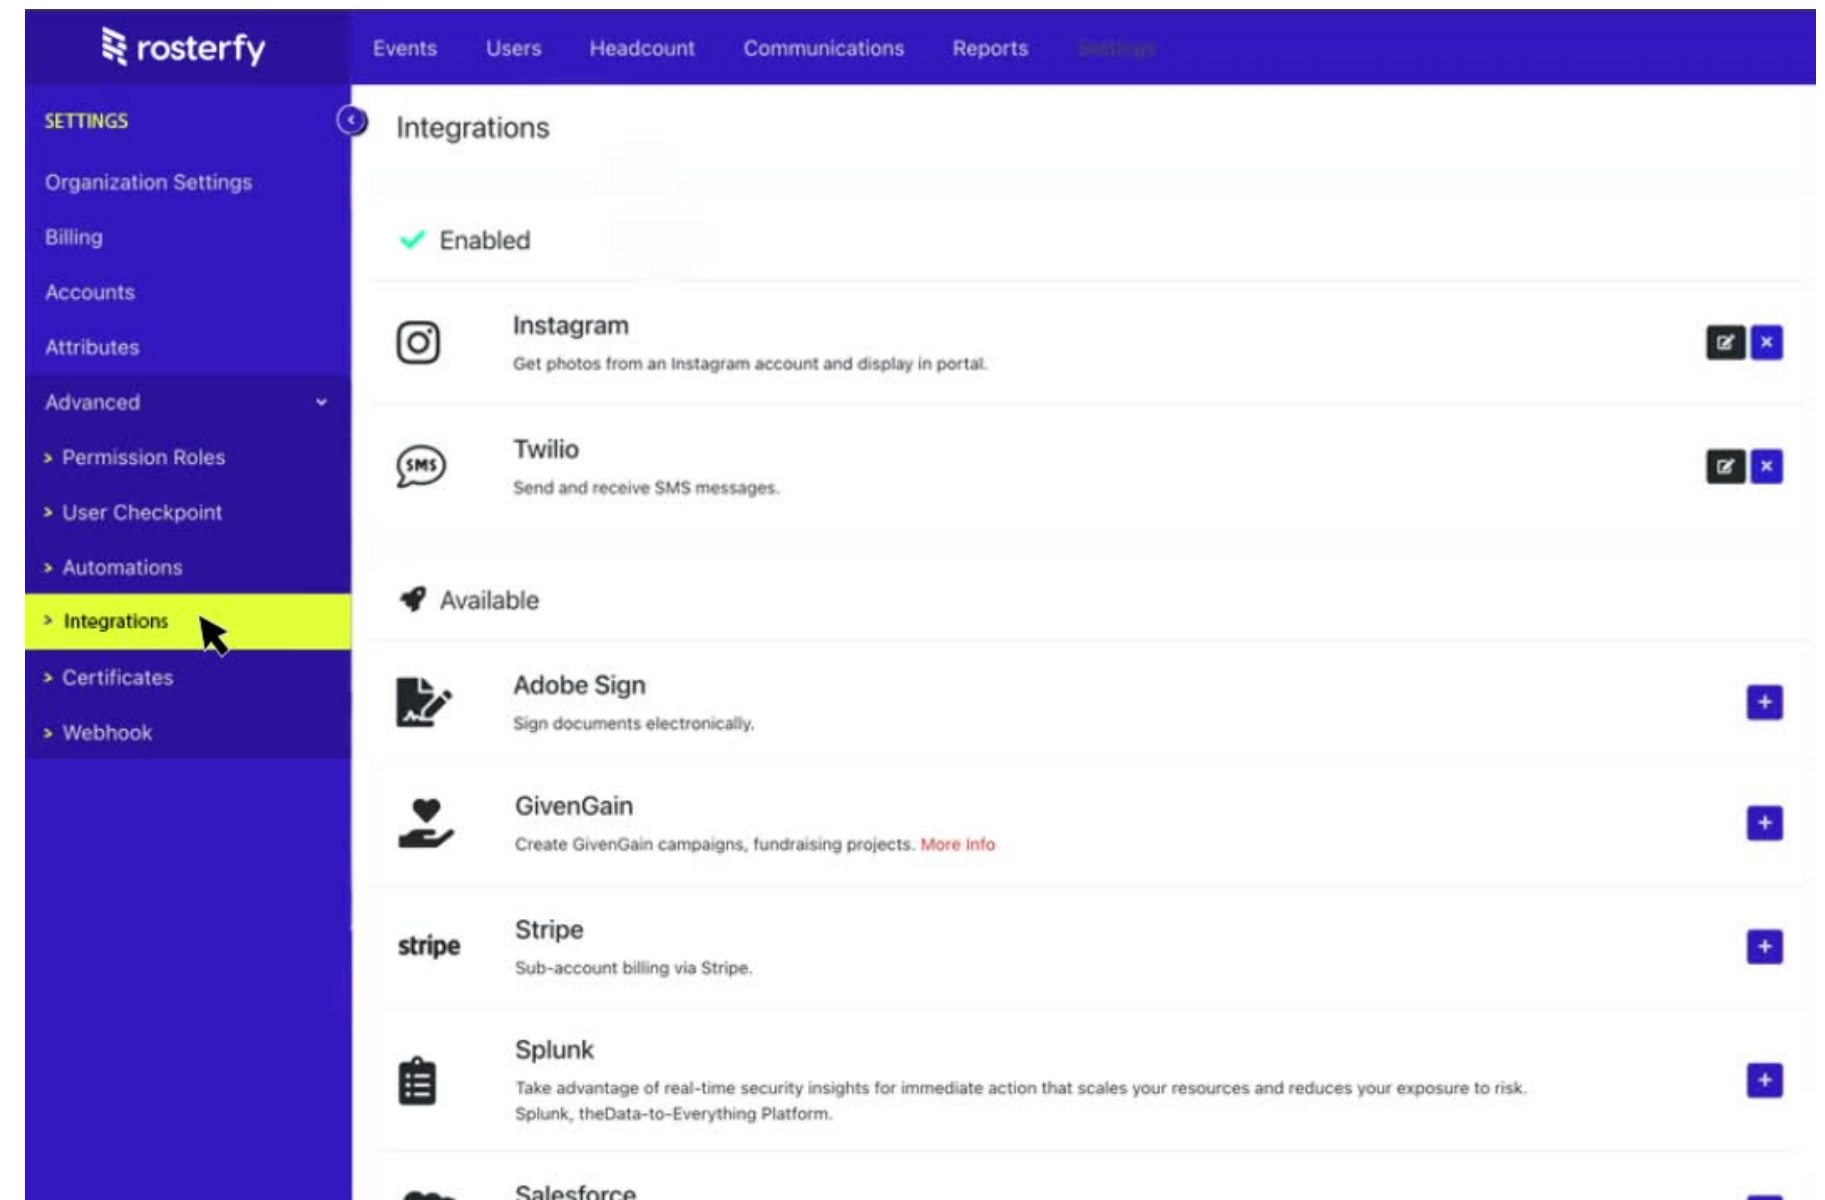 rosterfy
Events Users Headcount Communications Reports Settings
SETTINGS
Organization Settings
Billing
Accounts
Attributes
Advanced
> Permission Roles
> User Checkpoint
> Automations
> Integrations
> Certificates
> Webhook
Integrations
Enabled
Instagram
Get photos from an Instagram account and display in portal.
SMS
Twilio
Send and receive SMS messages.
Available
Adobe Sign
Sign documents electronically.
GivenGain
Create GivenGain campaigns, fundraising projects. More Info
stripe
Stripe
Sub-account billing via Stripe.
Splunk
Take advantage of real-time security insights for immediate action that scales your resources and reduces your exposure to risk.
Splunk, theData-to-Everything Platform.
Salesforce